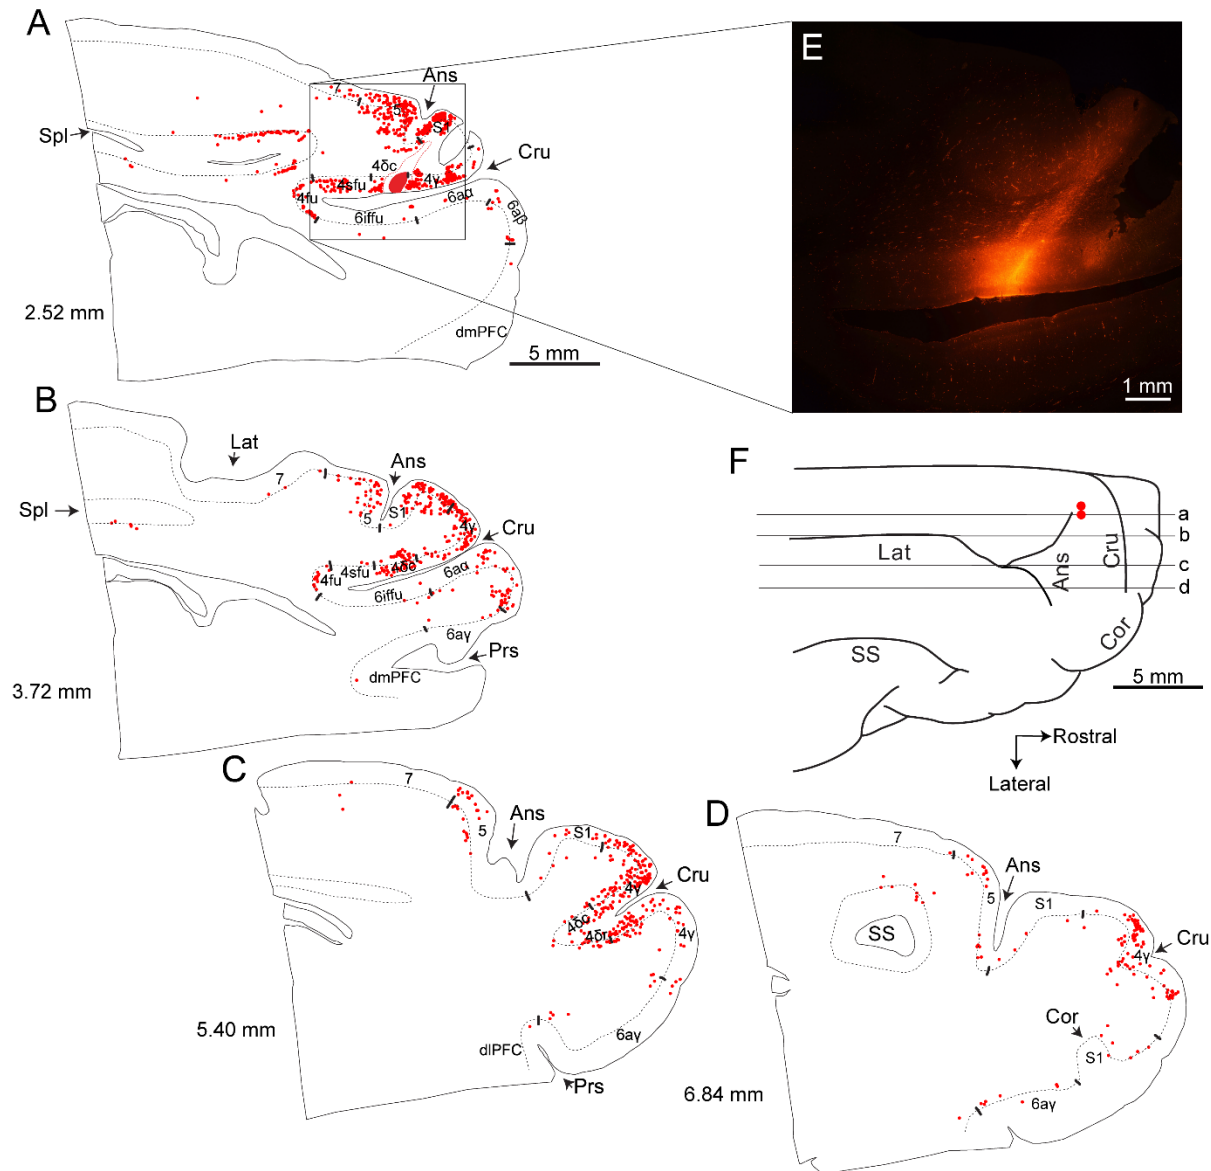 A
7
Ans
5
S1
Spl
Cru
4δc
4sfu
4γ
4fu
6aα
6iffu
6aβ
2.52 mm
dmPFC
5 mm
E
1 mm
B
Lat
Ans
7
Spl
5
S1
4γ
Cru
4δc
4fu
4sfu
6aα
6iffu
6aγ
Prs
dmPFC
3.72 mm
F
a
b
Lat
Ans
Cru
c
d
Cor
SS
5 mm
Rostral
Lateral
C
7
Ans
5
S1
Cru
4γ
4δc
4δr
4γ
5.40 mm
dlPFC
6aγ
Prs
D
7
Ans
5
S1
SS
Cru
4γ
Cor
S1
6.84 mm
6aγ